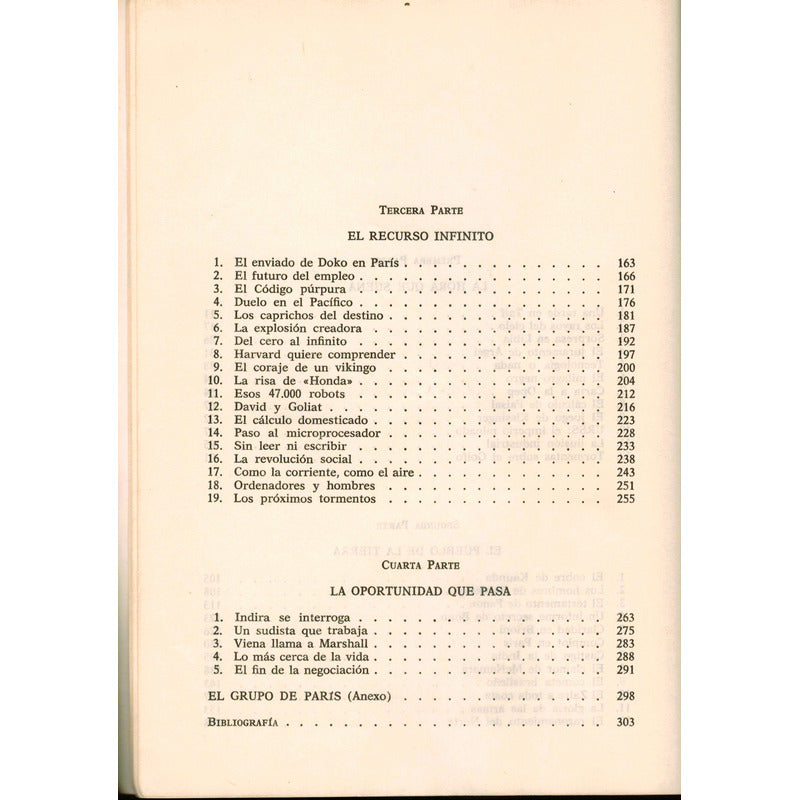 TERCERA PARTE
EL RECURSO INFINITO
1. El enviado de Doko en París . . . . . . . . . . . . . . . 163
2. El futuro del empleo . . . . . . . . . . . . . . . 166
3. El Código púrpura . . . . . . . . . . . . . . . 171
4. Duelo en el Pacífico . . . . . . . . . . . . . . . 176
5. Los caprichos del destino . . . . . . . . . . . . . . . 181
6. La explosión creadora . . . . . . . . . . . . . . . 187
7. Del cero al infinito . . . . . . . . . . . . . . . 192
8. Harvard quiere comprender . . . . . . . . . . . . . . . 197
9. El coraje de un vikingo . . . . . . . . . . . . . . . 200
10. La risa de «Honda» . . . . . . . . . . . . . . . 204
11. Esos 47.000 robots . . . . . . . . . . . . . . . 212
12. David y Goliat . . . . . . . . . . . . . . . 216
13. El cálculo domesticado . . . . . . . . . . . . . . . 223
14. Paso al microprocesador . . . . . . . . . . . . . . . 228
15. Sin leer ni escribir . . . . . . . . . . . . . . . 233
16. La revolución social . . . . . . . . . . . . . . . 238
17. Como la corriente, como el aire . . . . . . . . . . . . . . . 243
18. Ordenadores y hombres . . . . . . . . . . . . . . . 251
19. Los próximos tormentos . . . . . . . . . . . . . . . 255
CUARTA PARTE
LA OPORTUNIDAD QUE PASA
1. Indira se interroga . . . . . . . . . . . . . . . 263
2. Un sudista que trabaja . . . . . . . . . . . . . . . 275
3. Viena llama a Marshall . . . . . . . . . . . . . . . 283
4. Lo más cerca de la vida . . . . . . . . . . . . . . . 288
5. El fin de la negociación . . . . . . . . . . . . . . . 291
EL GRUPO DE PARÍS (Anexo) . . . . . . . . . . . . . . . 298
BIBLIOGRAFÍA . . . . . . . . . . . . . . . 303